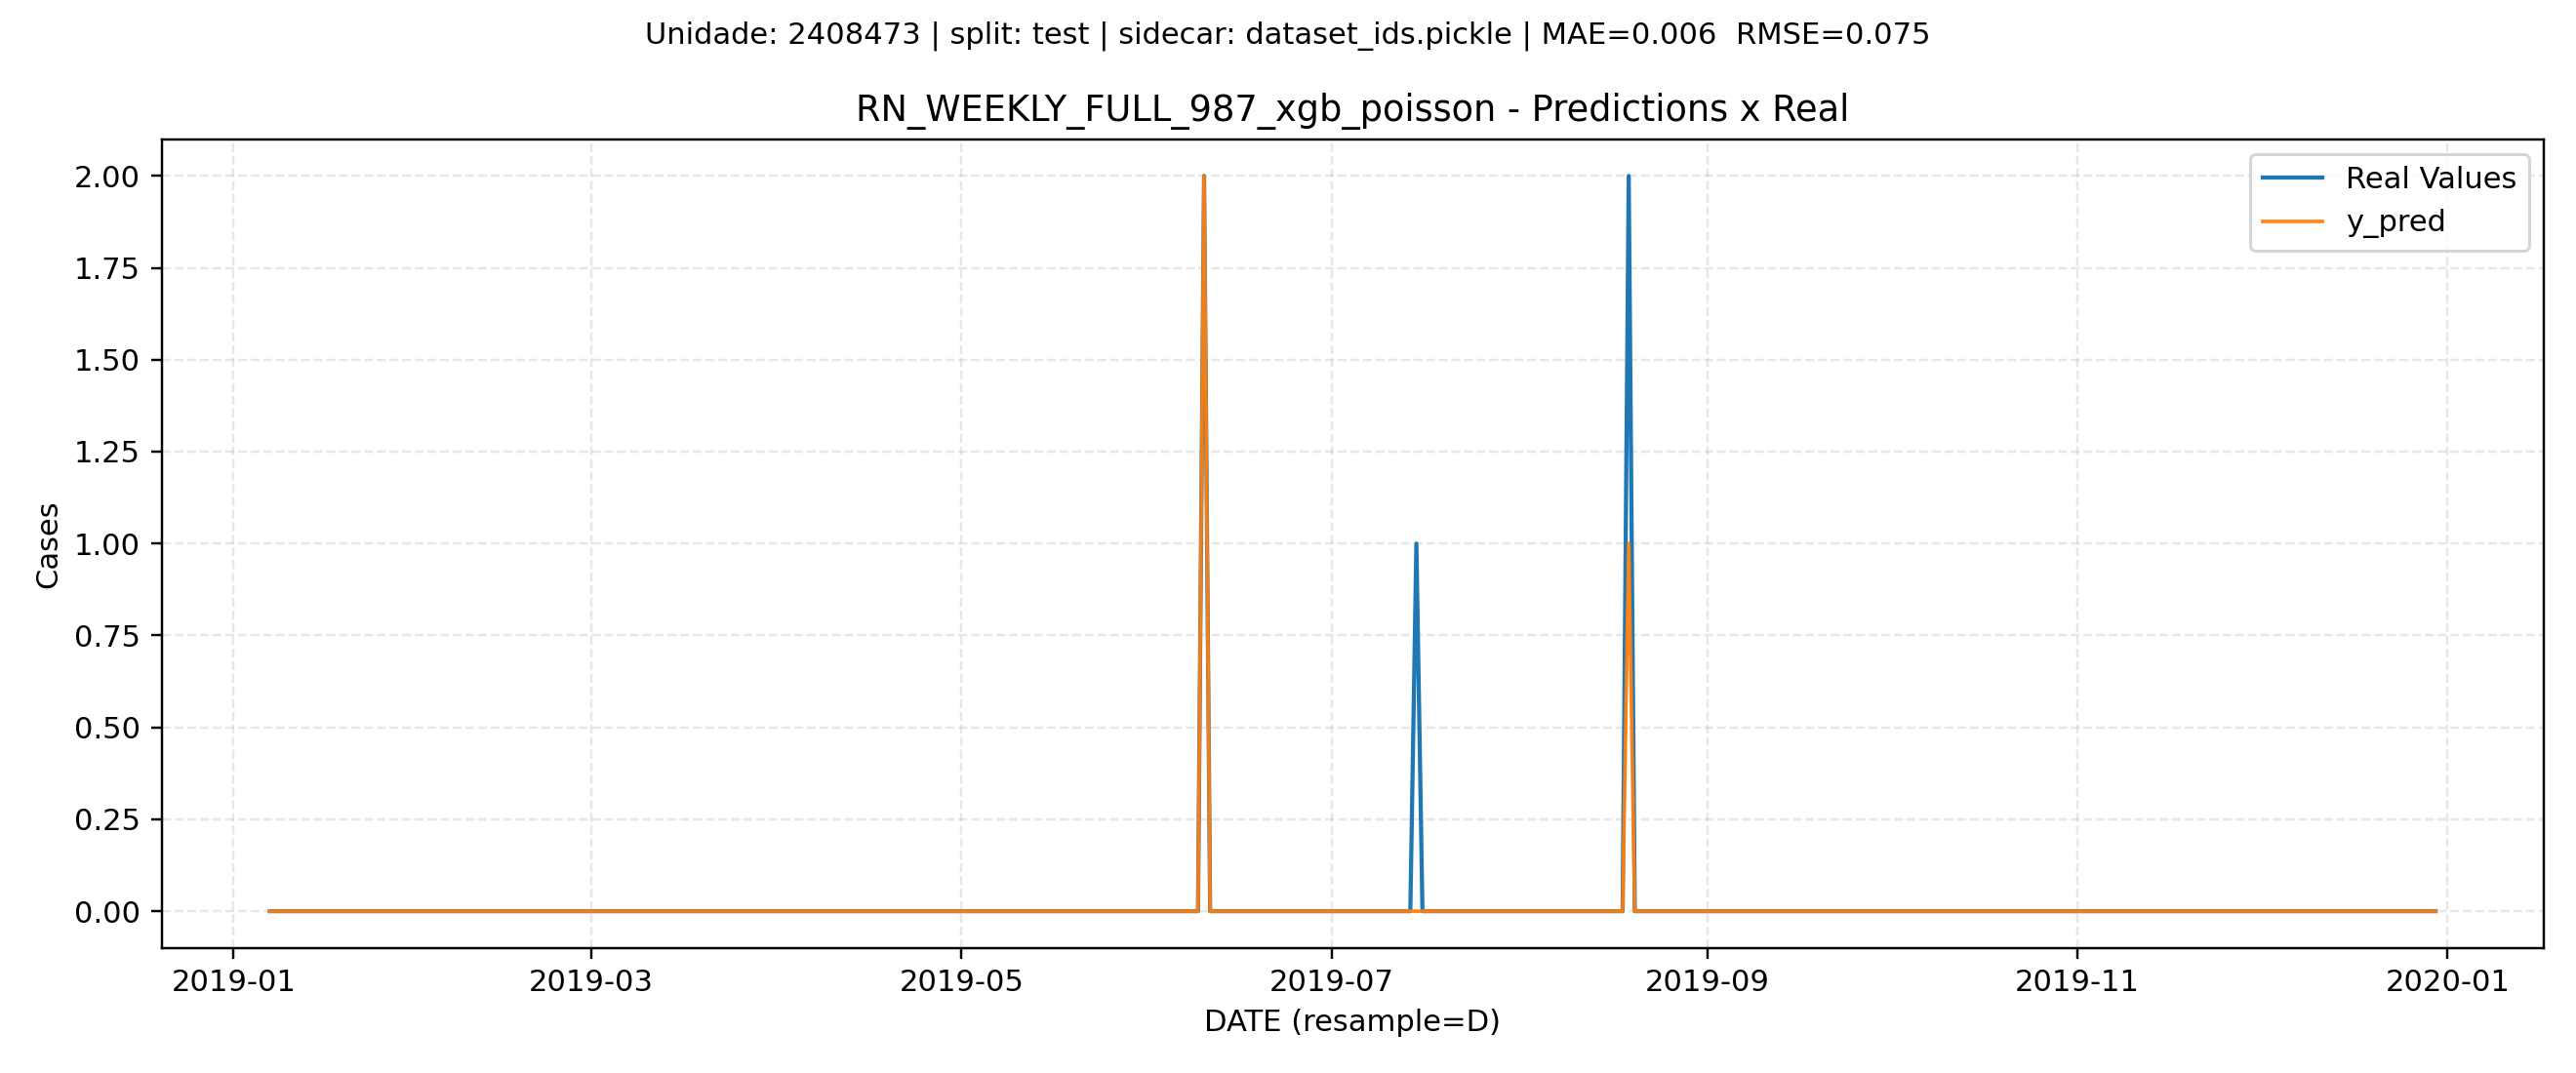 Unidade: 2408473 | split: test | sidecar: dataset_ids.pickle | MAE=0.006  RMSE=0.075
RN_WEEKLY_FULL_987_xgb_poisson - Predictions x Real
Real Values
y_pred
Cases
2.00
1.75
1.50
1.25
1.00
0.75
0.50
0.25
0.00
2019-01
2019-03
2019-05
2019-07
2019-09
2019-11
2020-01
DATE (resample=D)